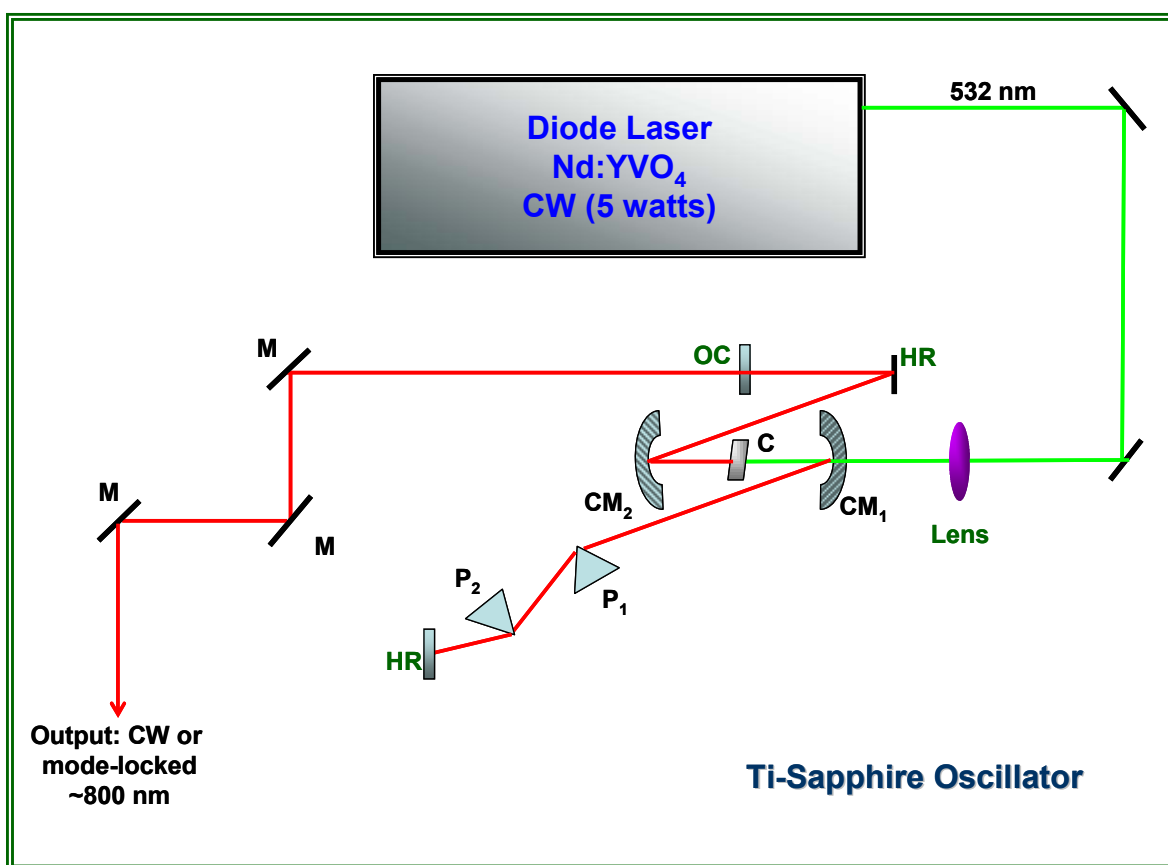 532 nm
Diode Laser
Nd:YVO₄
CW (5 watts)
M
OC
HR
C
M
CM₂
CM₁
M
Lens
P₂
P₁
HR
Output: CW or
mode-locked
~800 nm
Ti-Sapphire Oscillator